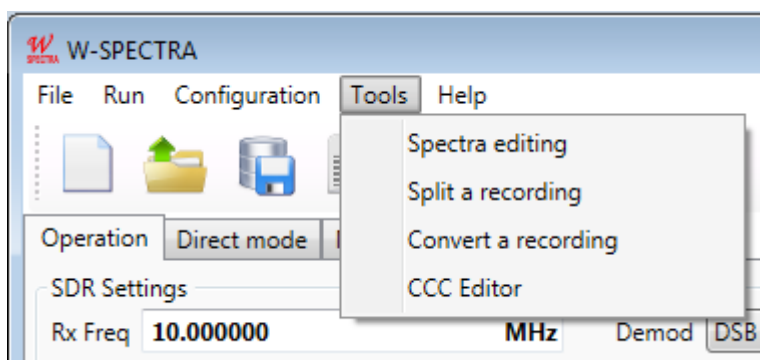 W SPECTRA W-SPECTRA
File Run Configuration Tools Help
Spectra editing
Split a recording
Operation Direct mode
Convert a recording
SDR Settings
CCC Editor
Rx Freq 10.000000 MHz Demod DSB